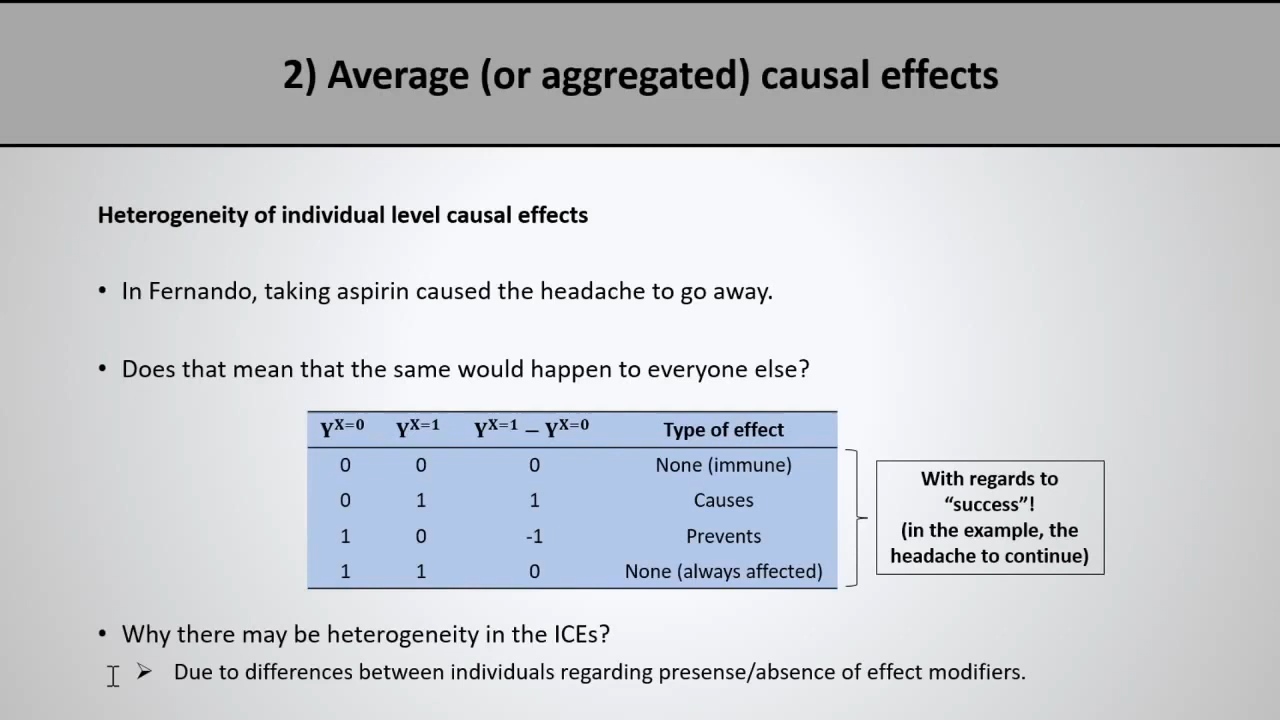 2) Average (or aggregated) causal effects
Heterogeneity of individual level causal effects
• In Fernando, taking aspirin caused the headache to go away.
• Does that mean that the same would happen to everyone else?
Y^X=0 Y^X=1 Y^X=1 − Y^X=0 Type of effect
0 0 0 None (immune)
0 1 1 Causes
1 0 -1 Prevents
1 1 0 None (always affected)
With regards to
“success”!
(in the example, the
headache to continue)
• Why there may be heterogeneity in the ICEs?
➢ Due to differences between individuals regarding presense/absence of effect modifiers.